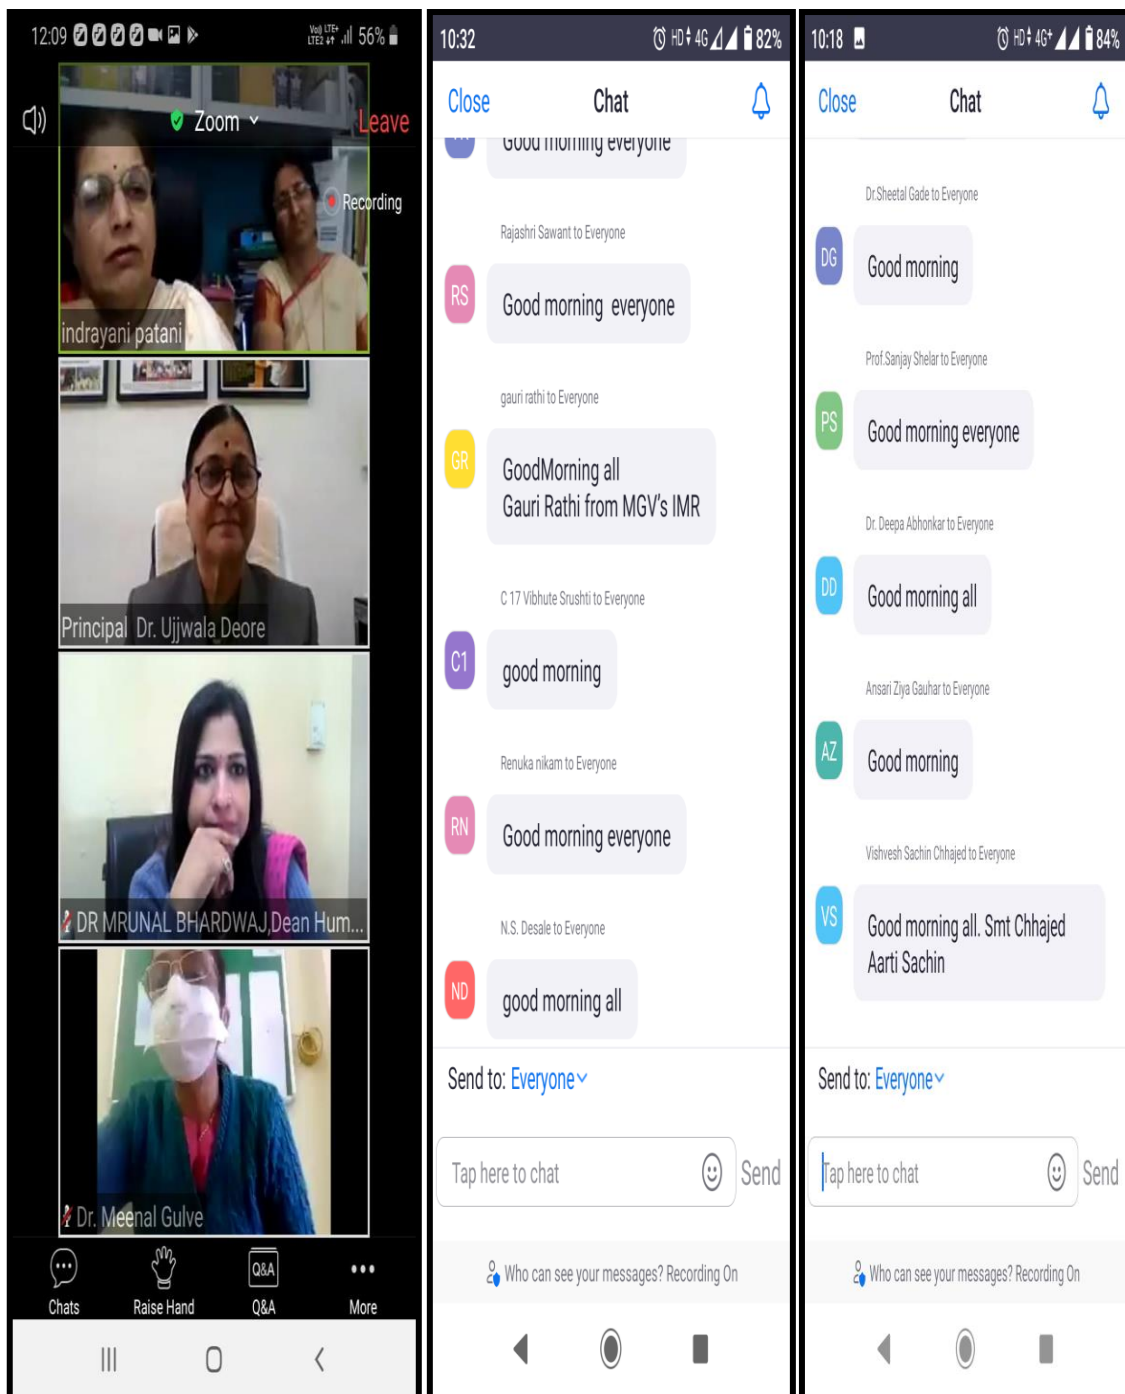 12:09
Voi) LTE+
LTE2
56%
Zoom
Leave
Recording
indrayani patani
Principal Dr. Ujjwala Deore
DR MRUNAL BHARDWAJ,Dean Hum...
Dr. Meenal Gulve
Chats
Raise Hand
Q&A
Q&A
More
10:32
HD 4G 82%
Close
Chat
Good morning everyone
Rajashri Sawant to Everyone
RS
Good morning everyone
gauri rathi to Everyone
GR
GoodMorning all
Gauri Rathi from MGV's IMR
C 17 Vibhute Srushti to Everyone
C1
good morning
Renuka nikam to Everyone
RN
Good morning everyone
N.S. Desale to Everyone
ND
good morning all
Send to: Everyone
Tap here to chat
Send
Who can see your messages? Recording On
10:18
HD 4G+ 84%
Close
Chat
Dr.Sheetal Gade to Everyone
DG
Good morning
Prof.Sanjay Shelar to Everyone
PS
Good morning everyone
Dr. Deepa Abhonkar to Everyone
DD
Good morning all
Ansari Ziya Gauhar to Everyone
AZ
Good morning
Vishvesh Sachin Chhajed to Everyone
VS
Good morning all. Smt Chhajed
Aarti Sachin
Send to: Everyone
Tap here to chat
Send
Who can see your messages? Recording On